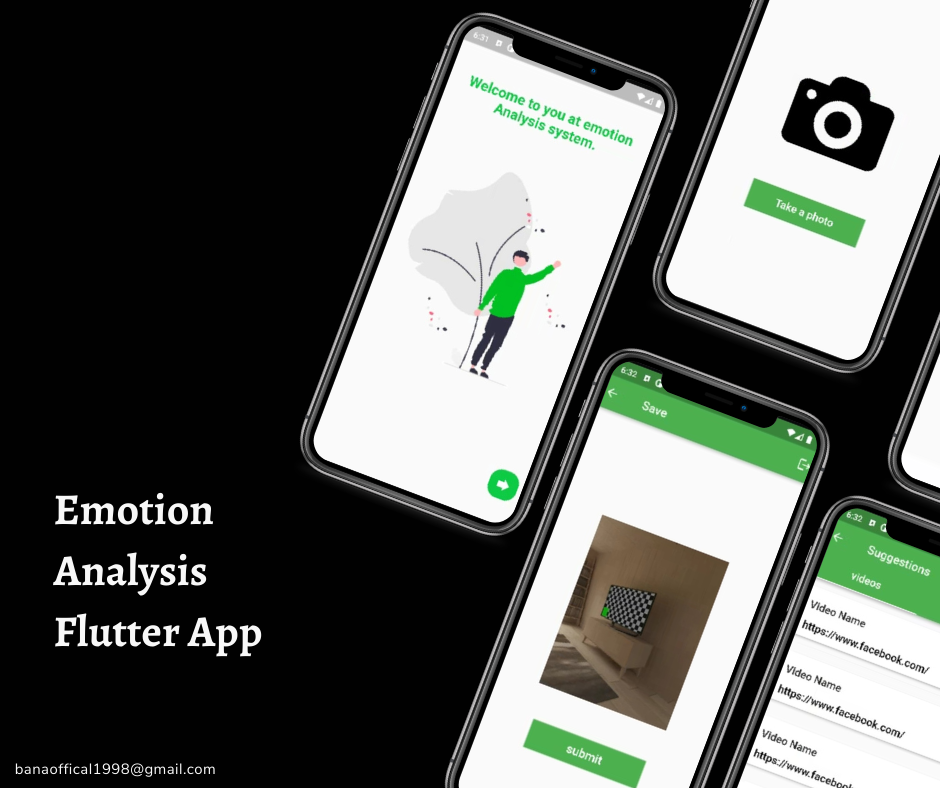 6:31
Welcome to you at emotion
Analysis system.
Take a photo
6:32
Save
submit
6:32
Suggestions
videos
Video Name
https://www.facebook.com/
Video Name
https://www.facebook.com/
Video Name
https://www.facebook.com/
Emotion
Analysis
Flutter App
banaoffical1998@gmail.com